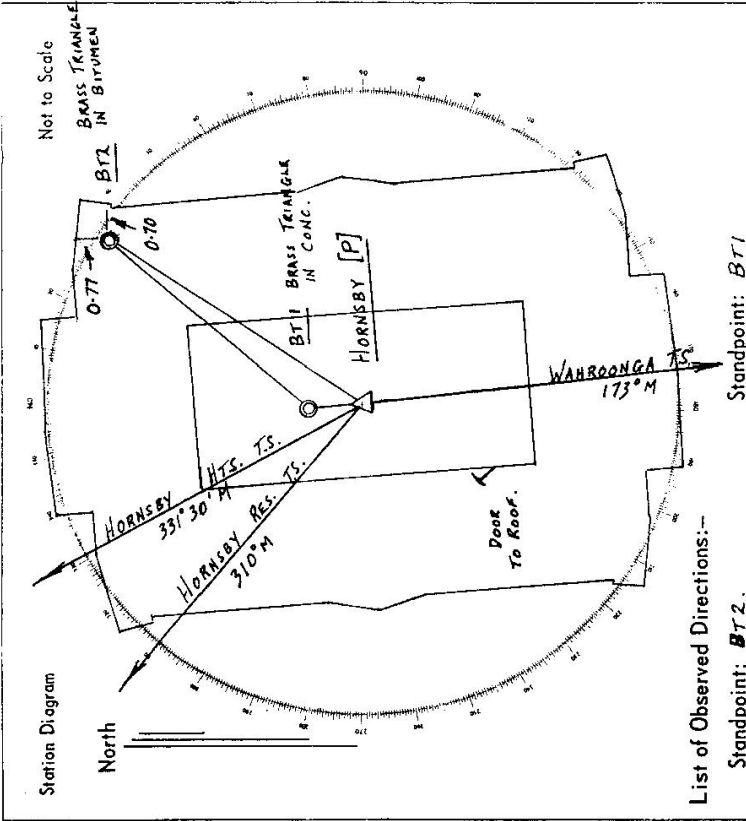 Station Diagram
Not to Scale
North
BT2 BRASS TRIANGLE
IN BITUMEN
0.77
0.70
BT1 BRASS TRIANGLE
IN CONC.
HORNSBY [P]
HORNSBY HTS. T.S.
331°30' M
HORNSBY RES. T.S.
310° M
WAHROONGA T.S.
173° M
DOOR
TO ROOF.
List of Observed Directions:-
Standpoint: BT2.
Standpoint: BT1